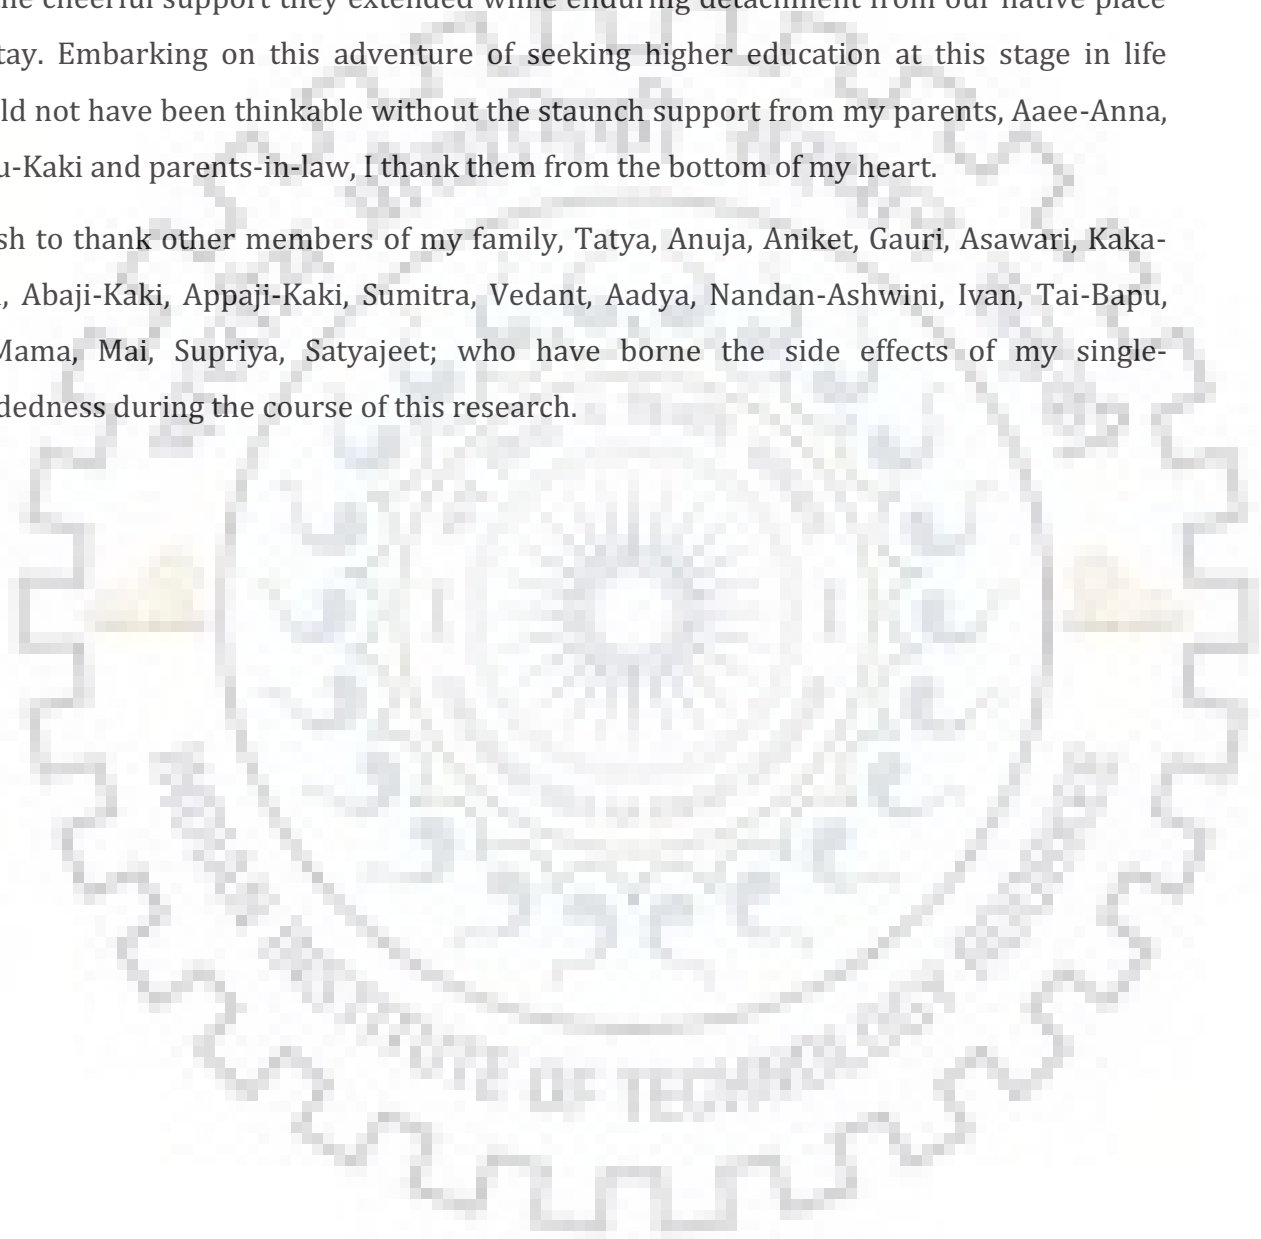 he cheerful support they extended while enduring detachment from our native place
tay. Embarking on this adventure of seeking higher education at this stage in life
ld not have been thinkable without the staunch support from my parents, Aaee-Anna,
u-Kaki and parents-in-law, I thank them from the bottom of my heart.
sh to thank other members of my family, Tatya, Anuja, Aniket, Gauri, Asawari, Kaka-
, Abaji-Kaki, Appaji-Kaki, Sumitra, Vedant, Aadya, Nandan-Ashwini, Ivan, Tai-Bapu,
Mama, Mai, Supriya, Satyajeet; who have borne the side effects of my single-
dedness during the course of this research.
INSTITUTE OF TECHNOLOGY